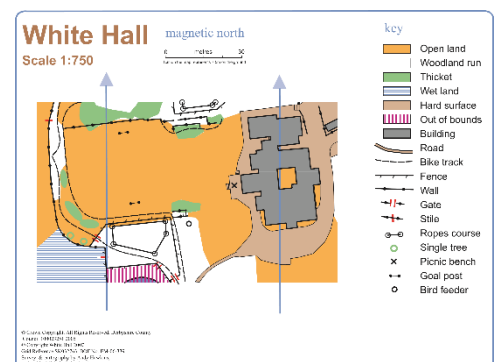 White Hall
magnetic north
Scale 1:750
0 metres 50
key
Open land
Woodland run
Thicket
Wet land
Hard surface
Out of bounds
Building
Road
Bike track
Fence
Wall
Gate
Stile
Ropes course
Single tree
Picnic bench
Goal post
Bird feeder